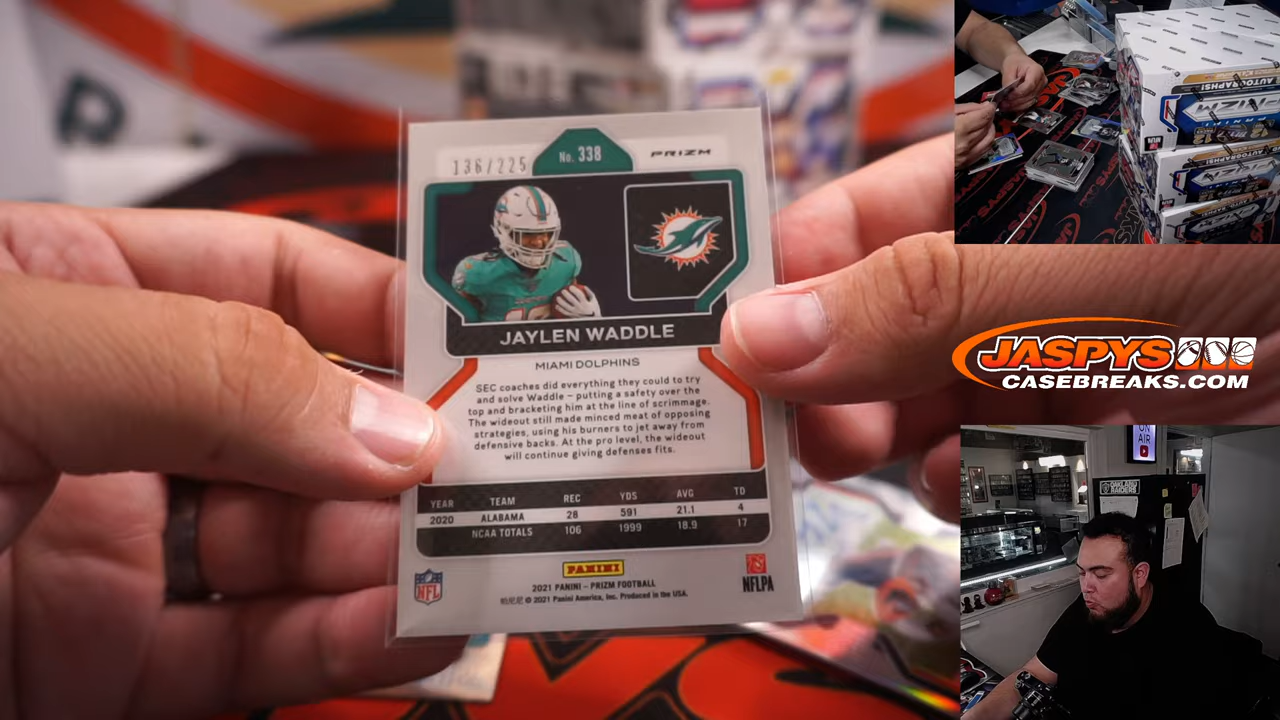 136/225
No. 338
PRIZM
JAYLEN WADDLE
MIAMI DOLPHINS
SEC coaches did everything they could to try
and solve Waddle – putting a safety over the
top and bracketing him at the line of scrimmage.
The wideout still made minced meat of opposing
strategies, using his burners to jet away from
defensive backs. At the pro level, the wideout
will continue giving defenses fits.
YEAR TEAM REC YDS AVG TD
2020 ALABAMA 28 591 21.1 4
NCAA TOTALS 106 1999 18.9 17
PANINI
NFL
2021 PANINI – PRIZM FOOTBALL
© 2021 Panini America, Inc. Produced in the USA.
NFLPA
AUTOGRAPHS!
PRIZM
JASPYS
CASEBREAKS.COM
ON
AIR
OAKLAND
RAIDERS